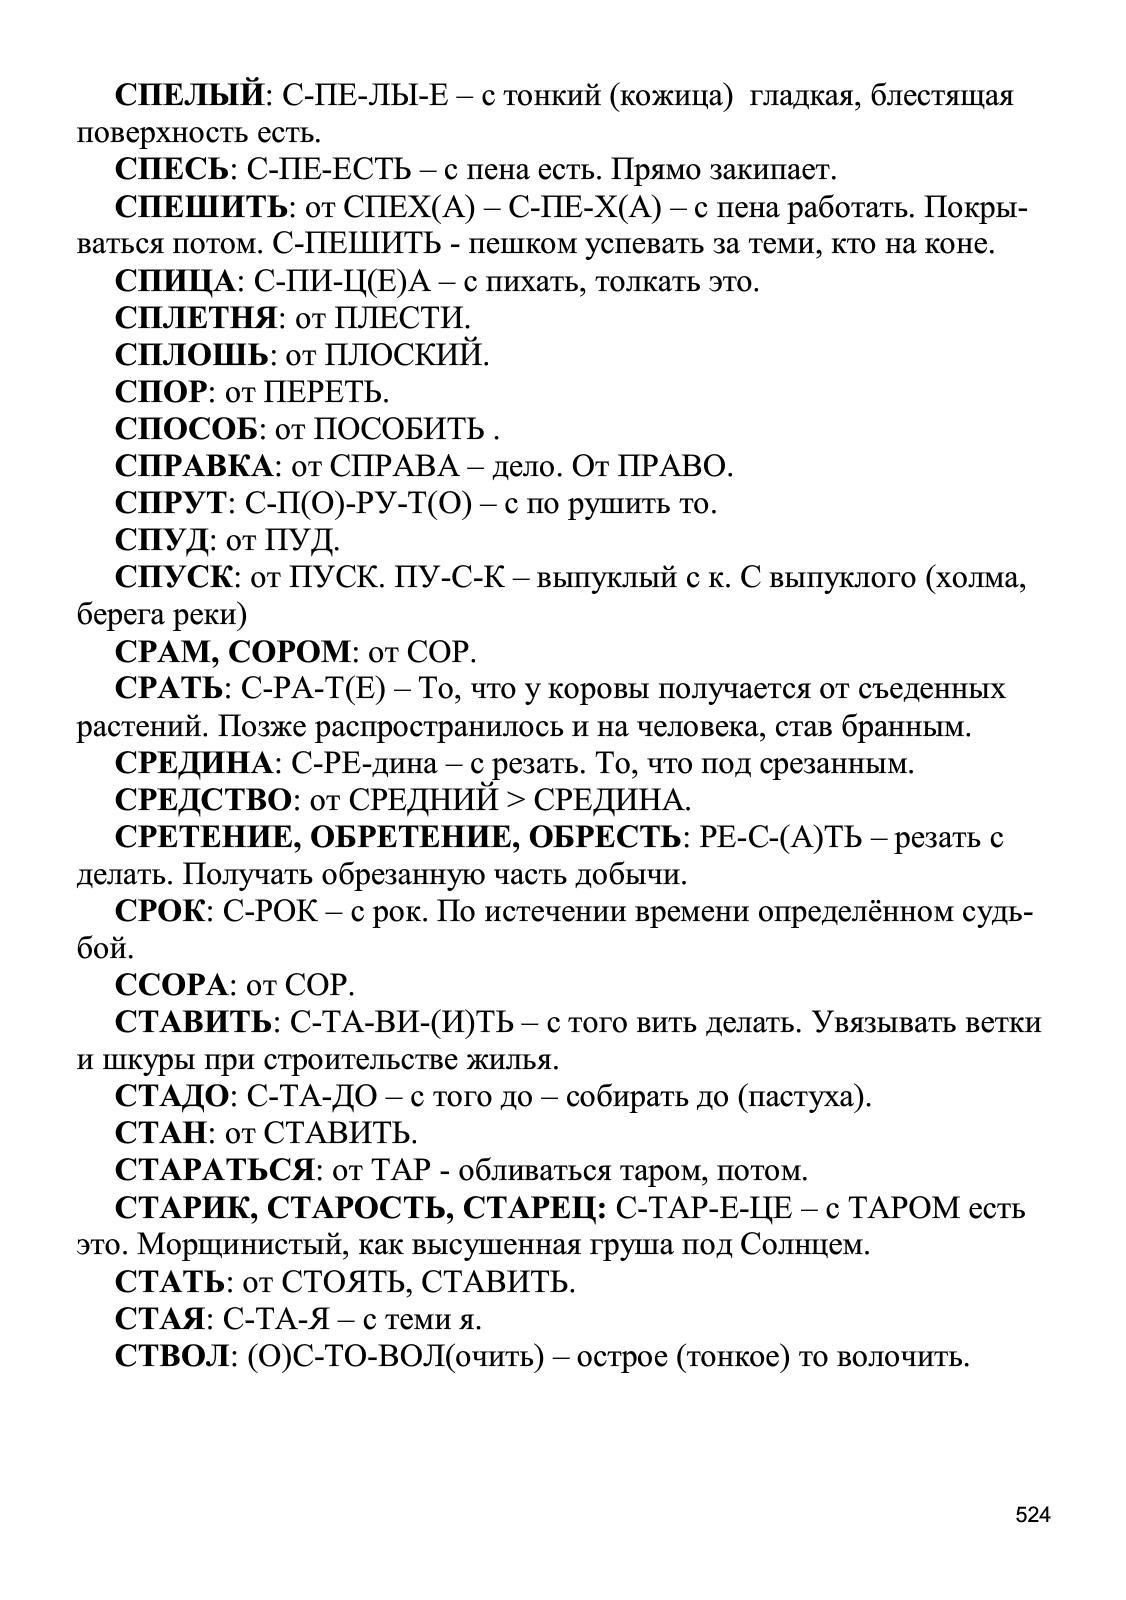 СПЕЛЫЙ: С-ПЕ-ЛЫ-Е – с тонкий (кожица)  гладкая, блестящая
поверхность есть.
СПЕСЬ: С-ПЕ-ЕСТЬ – с пена есть. Прямо закипает.
СПЕШИТЬ: от СПЕХ(А) – С-ПЕ-Х(А) – с пена работать. Покры-
ваться потом. С-ПЕШИТЬ - пешком успевать за теми, кто на коне.
СПИЦА: С-ПИ-Ц(Е)А – с пихать, толкать это.
СПЛЕТНЯ: от ПЛЕСТИ.
СПЛОШЬ: от ПЛОСКИЙ.
СПОР: от ПЕРЕТЬ.
СПОСОБ: от ПОСОБИТЬ .
СПРАВКА: от СПРАВА – дело. От ПРАВО.
СПРУТ: С-П(О)-РУ-Т(О) – с по рушить то.
СПУД: от ПУД.
СПУСК: от ПУСК. ПУ-С-К – выпуклый с к. С выпуклого (холма,
берега реки)
СРАМ, СОРОМ: от СОР.
СРАТЬ: С-РА-Т(Е) – То, что у коровы получается от съеденных
растений. Позже распространилось и на человека, став бранным.
СРЕДИНА: С-РЕ-дина – с резать. То, что под срезанным.
СРЕДСТВО: от СРЕДНИЙ > СРЕДИНА.
СРЕТЕНИЕ, ОБРЕТЕНИЕ, ОБРЕСТЬ: РЕ-С-(А)ТЬ – резать с
делать. Получать обрезанную часть добычи.
СРОК: С-РОК – с рок. По истечении времени определённом судь-
бой.
ССОРА: от СОР.
СТАВИТЬ: С-ТА-ВИ-(И)ТЬ – с того вить делать. Увязывать ветки
и шкуры при строительстве жилья.
СТАДО: С-ТА-ДО – с того до – собирать до (пастуха).
СТАН: от СТАВИТЬ.
СТАРАТЬСЯ: от ТАР - обливаться таром, потом.
СТАРИК, СТАРОСТЬ, СТАРЕЦ: С-ТАР-Е-ЦЕ – с ТАРОМ есть
это. Морщинистый, как высушенная груша под Солнцем.
СТАТЬ: от СТОЯТЬ, СТАВИТЬ.
СТАЯ: С-ТА-Я – с теми я.
СТВОЛ: (О)С-ТО-ВОЛ(очить) – острое (тонкое) то волочить.
524